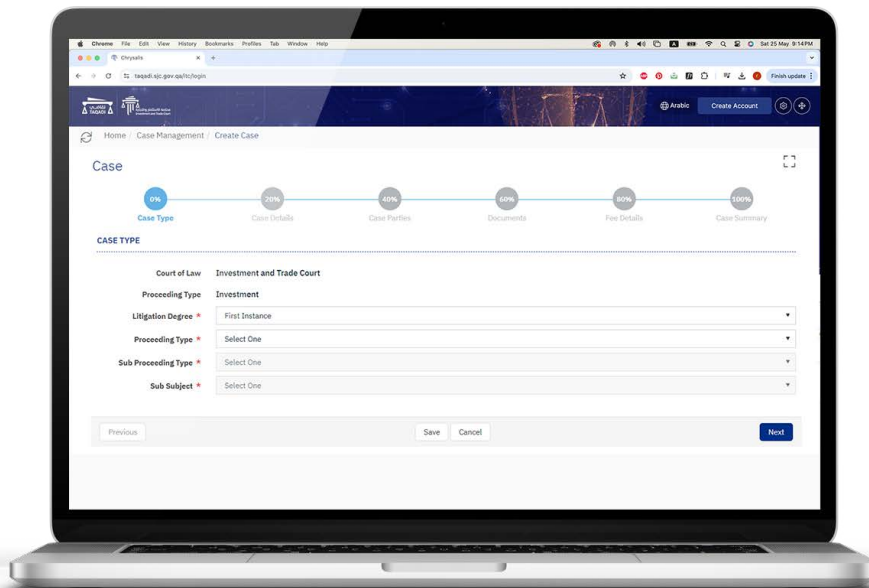 Chrome File Edit View History Bookmarks Profiles Tab Window Help
Sat 25 May 9:14PM
Chrysalis
taqadi.sjc.gov.qa/itc/login
Finish update
TAQADI
Arabic
Create Account
Home / Case Management / Create Case
Case
0% 20% 40% 60% 80% 100%
Case Type Case Details Case Parties Documents Fee Details Case Summary
CASE TYPE
Court of Law Investment and Trade Court
Proceeding Type Investment
Litigation Degree * First Instance
Proceeding Type * Select One
Sub Proceeding Type * Select One
Sub Subject * Select One
Previous Save Cancel Next